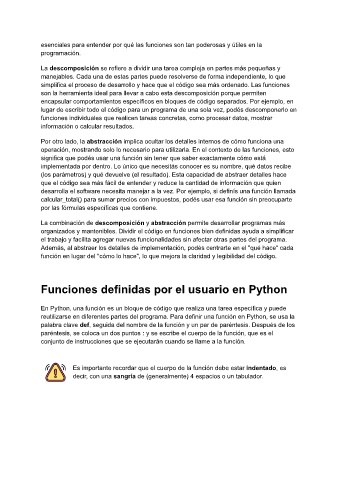 esenciales para entender por qué las funciones son tan poderosas y útiles en la
programación.
La descomposición se refiere a dividir una tarea compleja en partes más pequeñas y
manejables. Cada una de estas partes puede resolverse de forma independiente, lo que
simplifica el proceso de desarrollo y hace que el código sea más ordenado. Las funciones
son la herramienta ideal para llevar a cabo esta descomposición porque permiten
encapsular comportamientos específicos en bloques de código separados. Por ejemplo, en
lugar de escribir todo el código para un programa de una sola vez, podés descomponerlo en
funciones individuales que realicen tareas concretas, como procesar datos, mostrar
información o calcular resultados.
Por otro lado, la abstracción implica ocultar los detalles internos de cómo funciona una
operación, mostrando solo lo necesario para utilizarla. En el contexto de las funciones, esto
significa que podés usar una función sin tener que saber exactamente cómo está
implementada por dentro. Lo único que necesitás conocer es su nombre, qué datos recibe
(los parámetros) y qué devuelve (el resultado). Esta capacidad de abstraer detalles hace
que el código sea más fácil de entender y reduce la cantidad de información que quien
desarrolla el software necesita manejar a la vez. Por ejemplo, si definís una función llamada
calcular_total() para sumar precios con impuestos, podés usar esa función sin preocuparte
por las fórmulas específicas que contiene.
La combinación de descomposición y abstracción permite desarrollar programas más
organizados y mantenibles. Dividir el código en funciones bien definidas ayuda a simplificar
el trabajo y facilita agregar nuevas funcionalidades sin afectar otras partes del programa.
Además, al abstraer los detalles de implementación, podés centrarte en el "qué hace" cada
función en lugar del "cómo lo hace", lo que mejora la claridad y legibilidad del código.
Funciones definidas por el usuario en Python
En Python, una función es un bloque de código que realiza una tarea específica y puede
reutilizarse en diferentes partes del programa. Para definir una función en Python, se usa la
palabra clave def, seguida del nombre de la función y un par de paréntesis. Después de los
paréntesis, se coloca un dos puntos : y se escribe el cuerpo de la función, que es el
conjunto de instrucciones que se ejecutarán cuando se llame a la función.
Es importante recordar que el cuerpo de la función debe estar indentado, es
decir, con una sangría de (generalmente) 4 espacios o un tabulador.